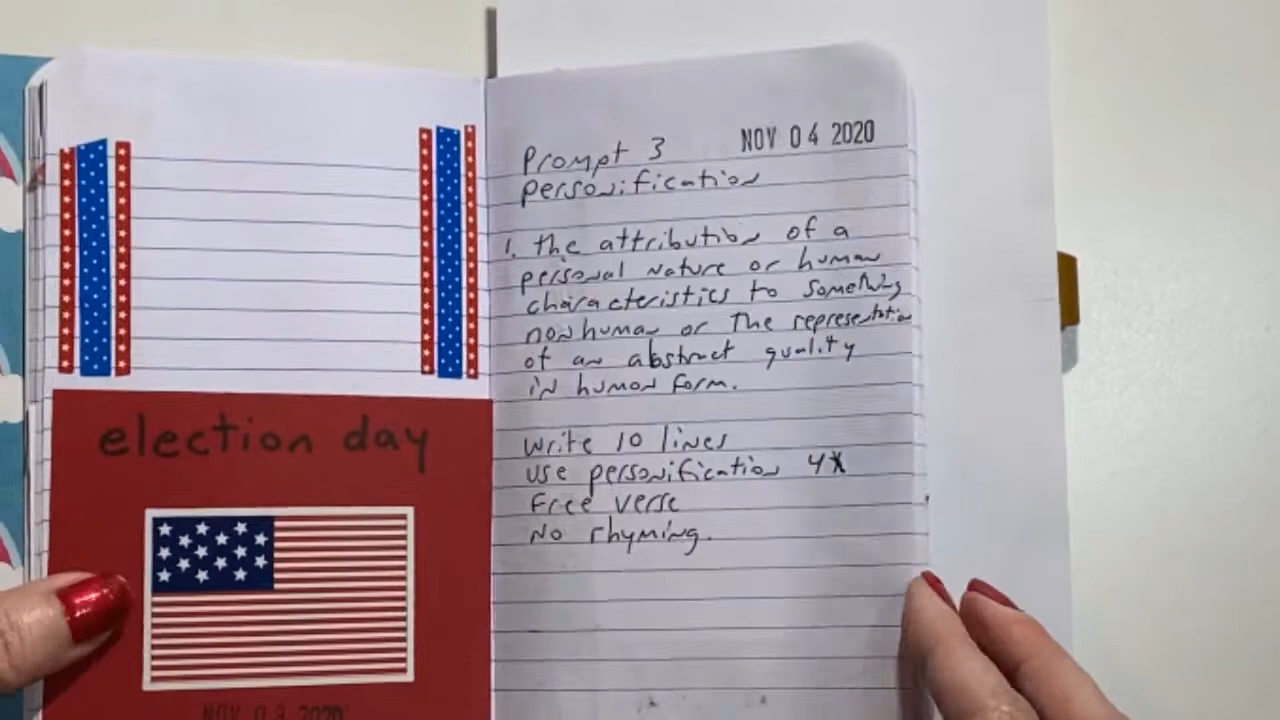 election day
NOV 03 2020
NOV 04 2020
Prompt 3
personification
1. the attribution of a
personal nature or human
characteristics to something
nonhuman or the representation
of an abstract quality
in human form.
write 10 lines
use personification 4x
Free verse
No rhyming.